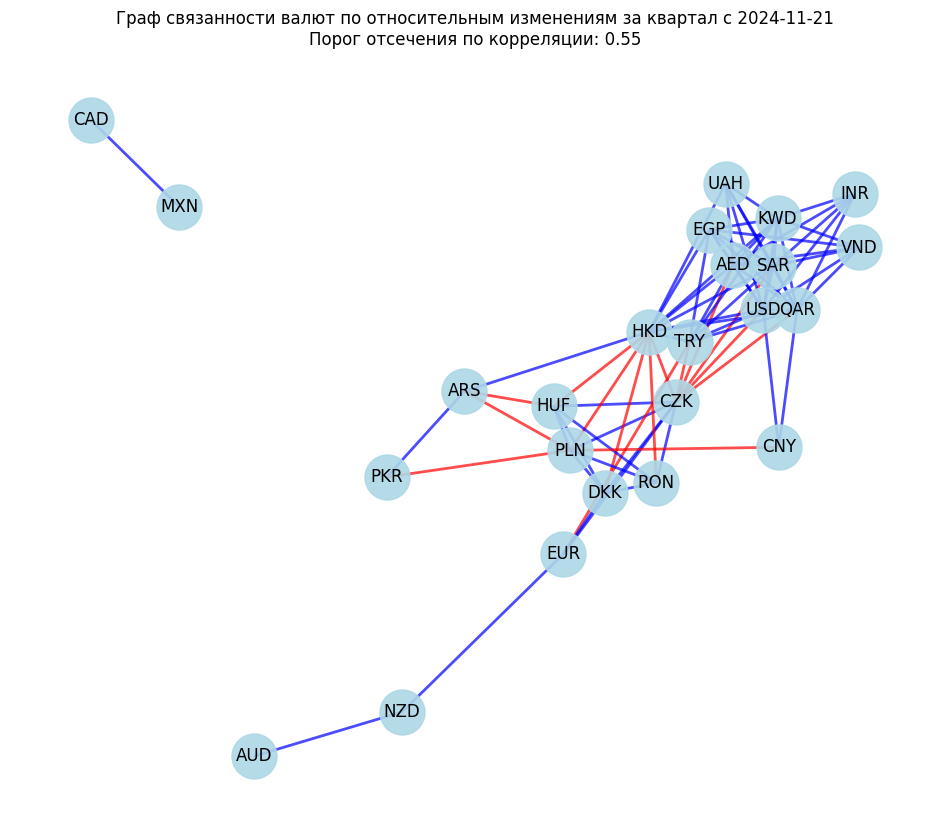 Граф связанности валют по относительным изменениям за квартал с 2024-11-21
Порог отсечения по корреляции: 0.55
CAD
MXN
UAH
INR
KWD
EGP
VND
AED
SAR
USD
QAR
HKD
TRY
ARS
HUF
CZK
PLN
CNY
PKR
DKK
RON
EUR
NZD
AUD